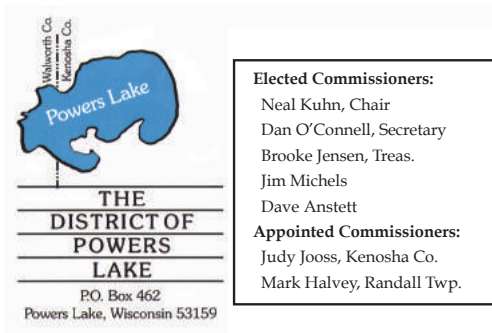 Walworth Co.
Kenosha Co.
Powers Lake
THE
DISTRICT OF
POWERS
LAKE
P.O. Box 462
Powers Lake, Wisconsin 53159
Elected Commissioners:
Neal Kuhn, Chair
Dan O'Connell, Secretary
Brooke Jensen, Treas.
Jim Michels
Dave Anstett
Appointed Commissioners:
Judy Jooss, Kenosha Co.
Mark Halvey, Randall Twp.